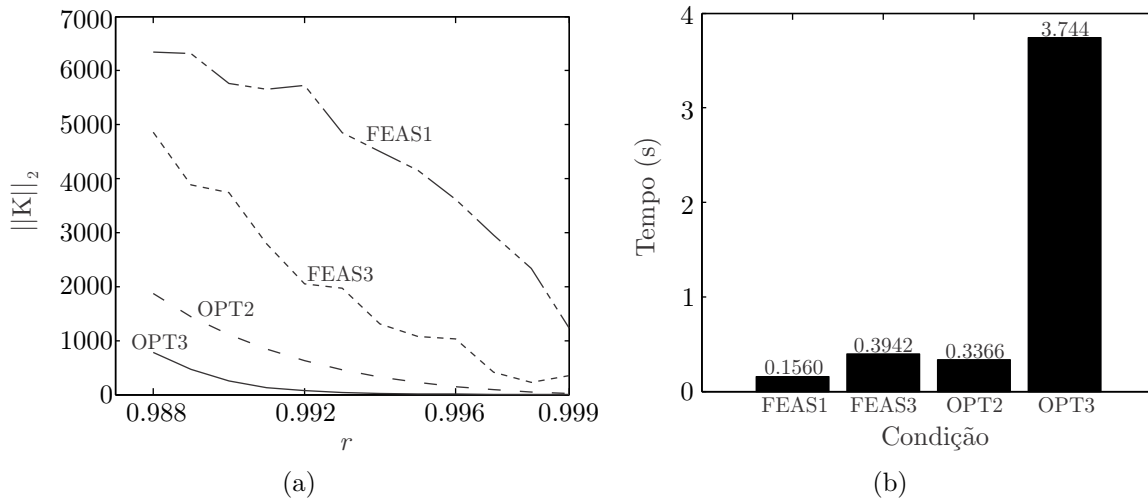 7000
6000
5000
4000
3000
2000
1000
0
||K||₂
FEAS1
FEAS3
OPT2
OPT3
0.988
0.992
0.996
0.999
r
(a)
4
3
2
1
0
Tempo (s)
0.1560
0.3942
0.3366
3.744
FEAS1
FEAS3
OPT2
OPT3
Condição
(b)